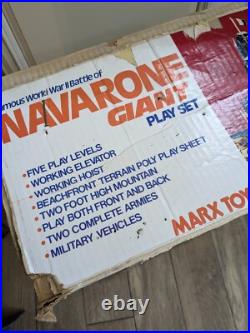 amous World War II Battle of
NAVARONE
GIANT
PLAY SET
• FIVE PLAY LEVELS
• WORKING ELEVATOR
• WORKING HOIST
• BEACHFRONT TERRAIN POLY PLAY SHEET
• TWO FOOT HIGH MOUNTAIN
• PLAY BOTH FRONT AND BACK
• TWO COMPLETE ARMIES
• MILITARY VEHICLES
MARX TO